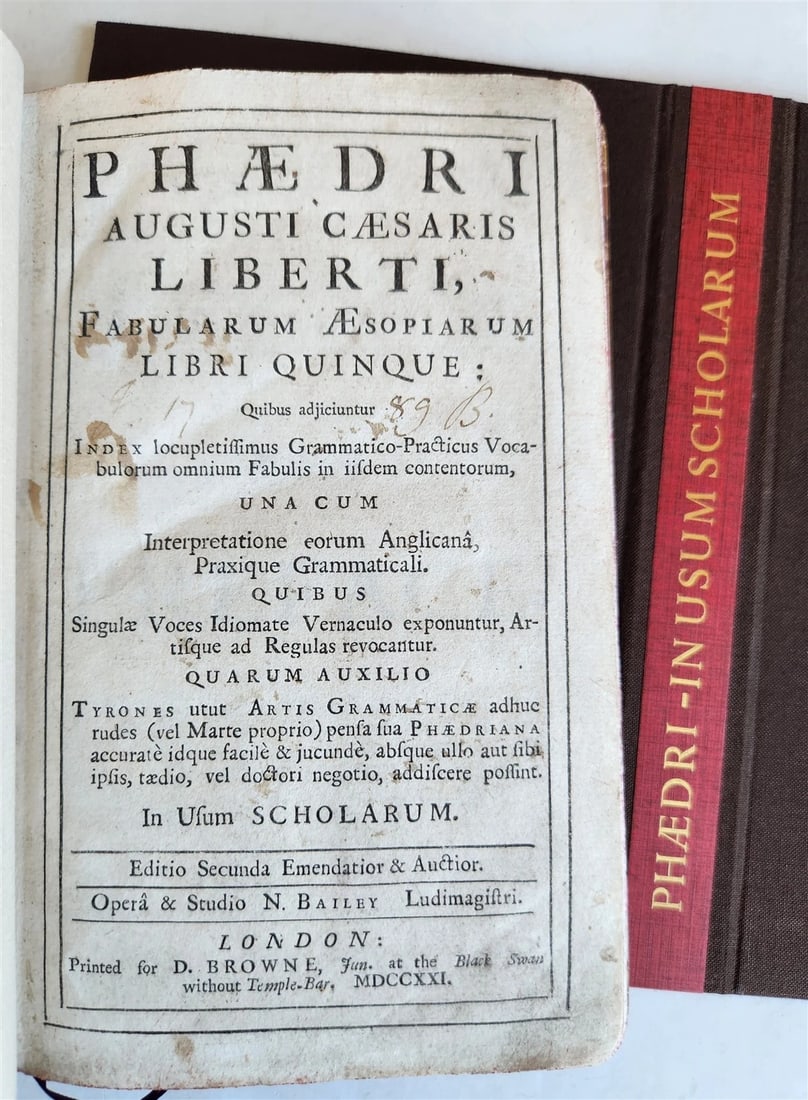 PHÆDRI
AUGUSTI CÆSARIS
LIBERTI,
FABULARUM ÆSOPIARUM
LIBRI QUINQUE:
Quibus adjiciuntur 89 B.
17
INDEX locupletiſſimus Grammatico-Practicus Voca-
bulorum omnium Fabulis in iiſdem contentorum,
UNA CUM
Interpretatione eorum Anglicanâ,
Praxique Grammaticali.
QUIBUS
Singulæ Voces Idiomate Vernaculo exponuntur, Ar-
tiſque ad Regulas revocantur.
QUARUM AUXILIO
TYRONES utut ARTIS GRAMMATICÆ adhuc
rudes (vel Marte proprio) penſa ſua PHÆDRIANA
accuratè idque facilè & jucundè, abſque ullo aut ſibi
ipſis, tædio, vel doctori negotio, addiſcere poſſint.
In Uſum SCHOLARUM.
Editio Secunda Emendatior & Auctior.
Operâ & Studio N. BAILEY Ludimagiſtri.
LONDON:
Printed for D. BROWNE, Jun. at the Black Swan
without Temple-Bar, MDCCXXI.
PHÆDRI - IN USUM SCHOLARUM